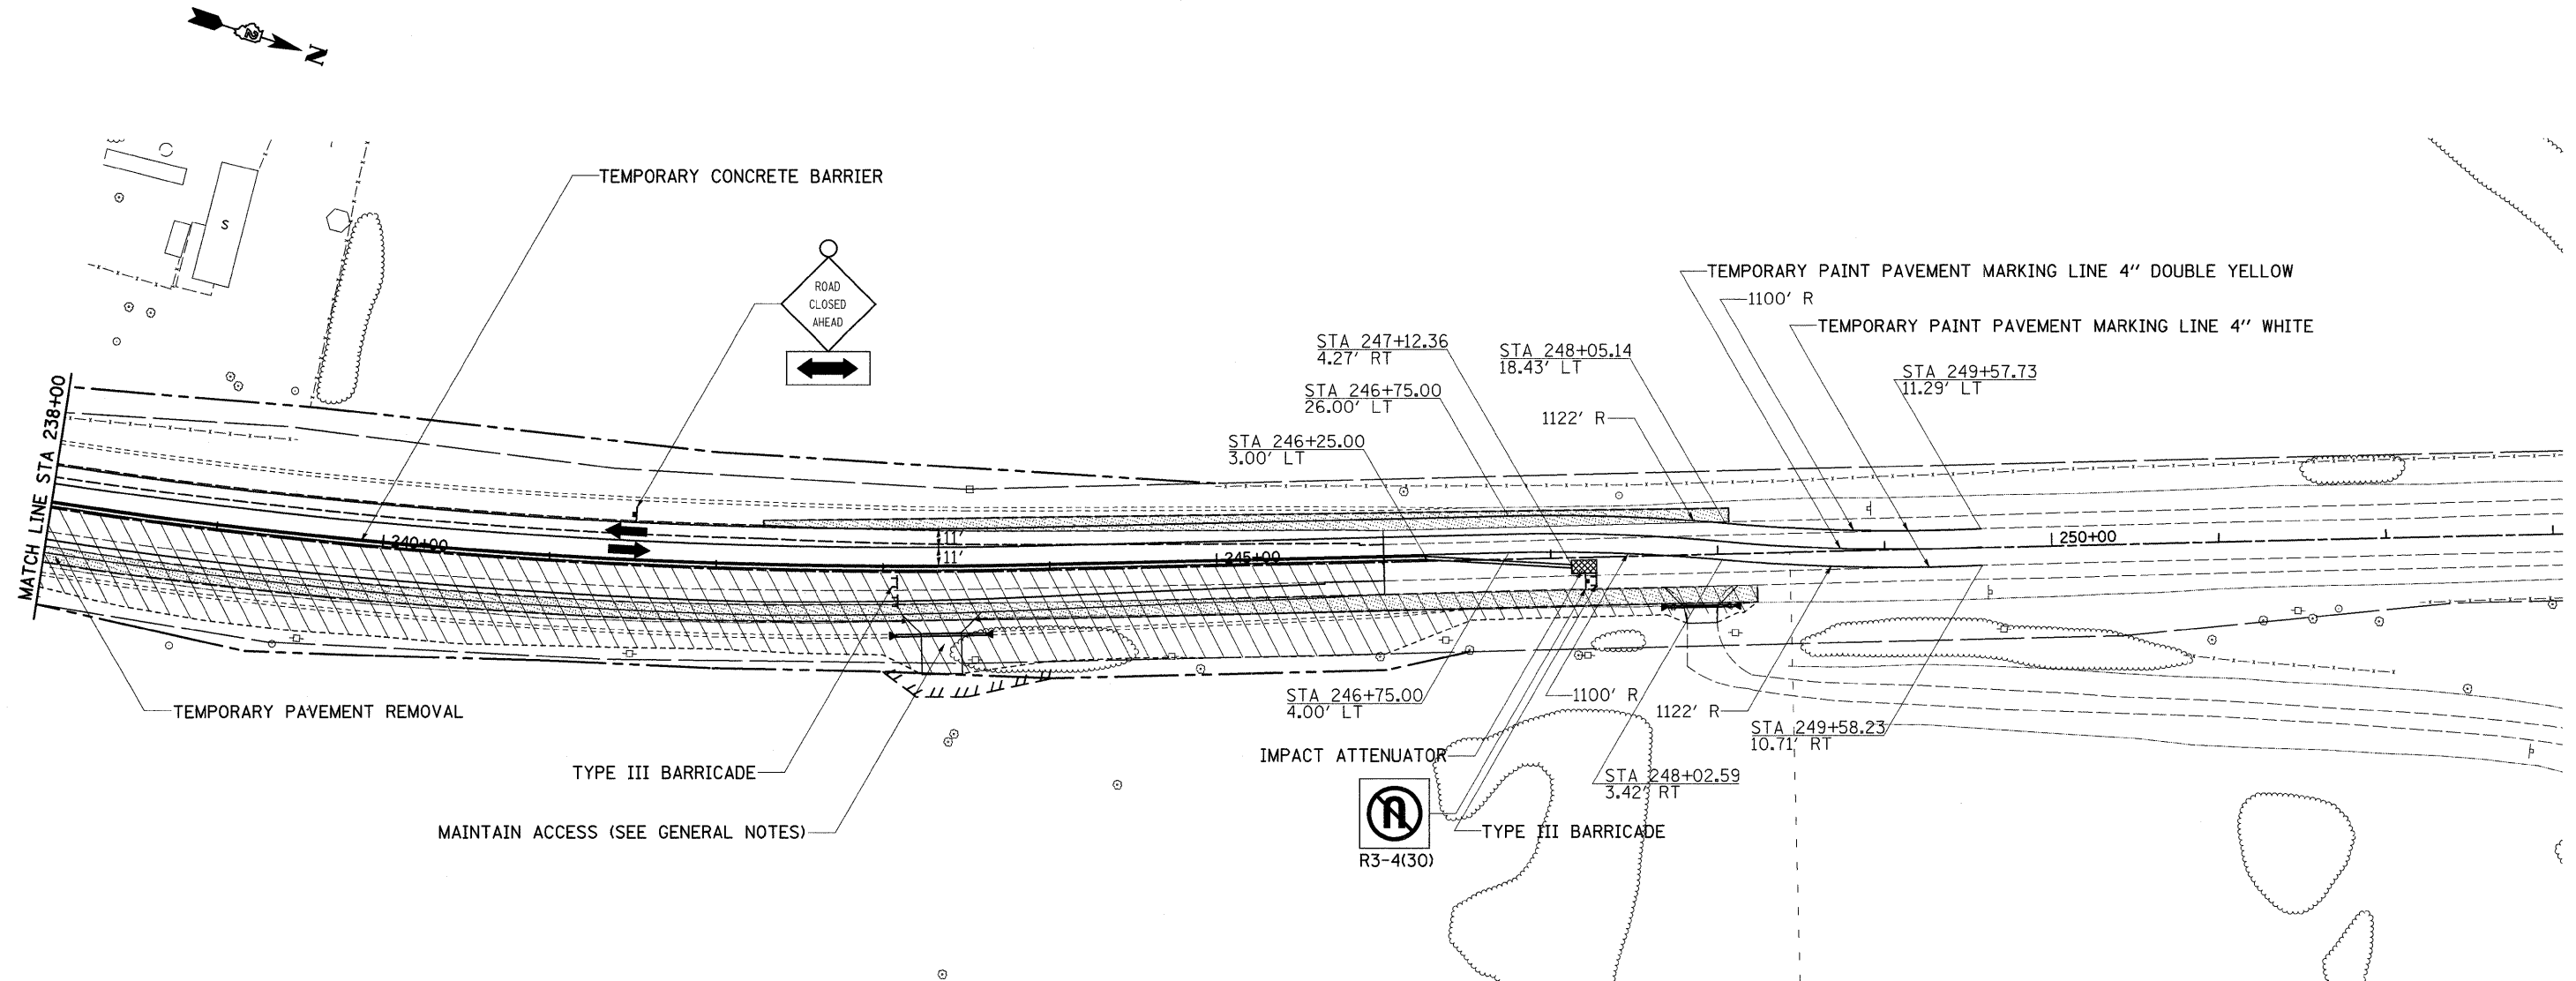 N
TEMPORARY CONCRETE BARRIER
S
ROAD
CLOSED
AHEAD
TEMPORARY PAINT PAVEMENT MARKING LINE 4" DOUBLE YELLOW
1100' R
TEMPORARY PAINT PAVEMENT MARKING LINE 4" WHITE
STA 247+12.36
4.27' RT
STA 248+05.14
18.43' LT
STA 249+57.73
11.29' LT
STA 246+75.00
26.00' LT
1122' R
STA 246+25.00
3.00' LT
MATCH LINE STA 238+00
240+00
11'
11'
245+00
250+00
STA 246+75.00
4.00' LT
1100' R
1122' R
STA 249+58.23
10.71' RT
TEMPORARY PAVEMENT REMOVAL
IMPACT ATTENUATOR
TYPE III BARRICADE
STA 248+02.59
3.42' RT
MAINTAIN ACCESS (SEE GENERAL NOTES)
TYPE III BARRICADE
R3-4(30)